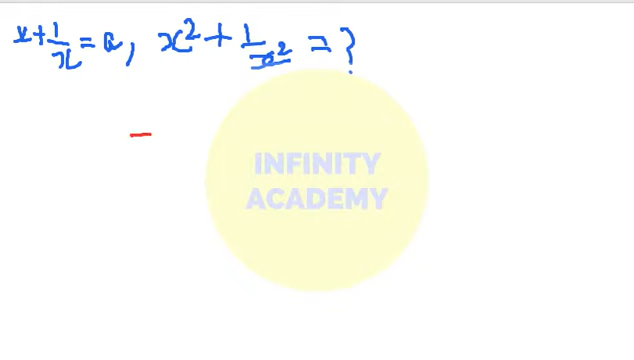 x + 1/x = a, x² + 1/x² = ?
INFINITY
ACADEMY